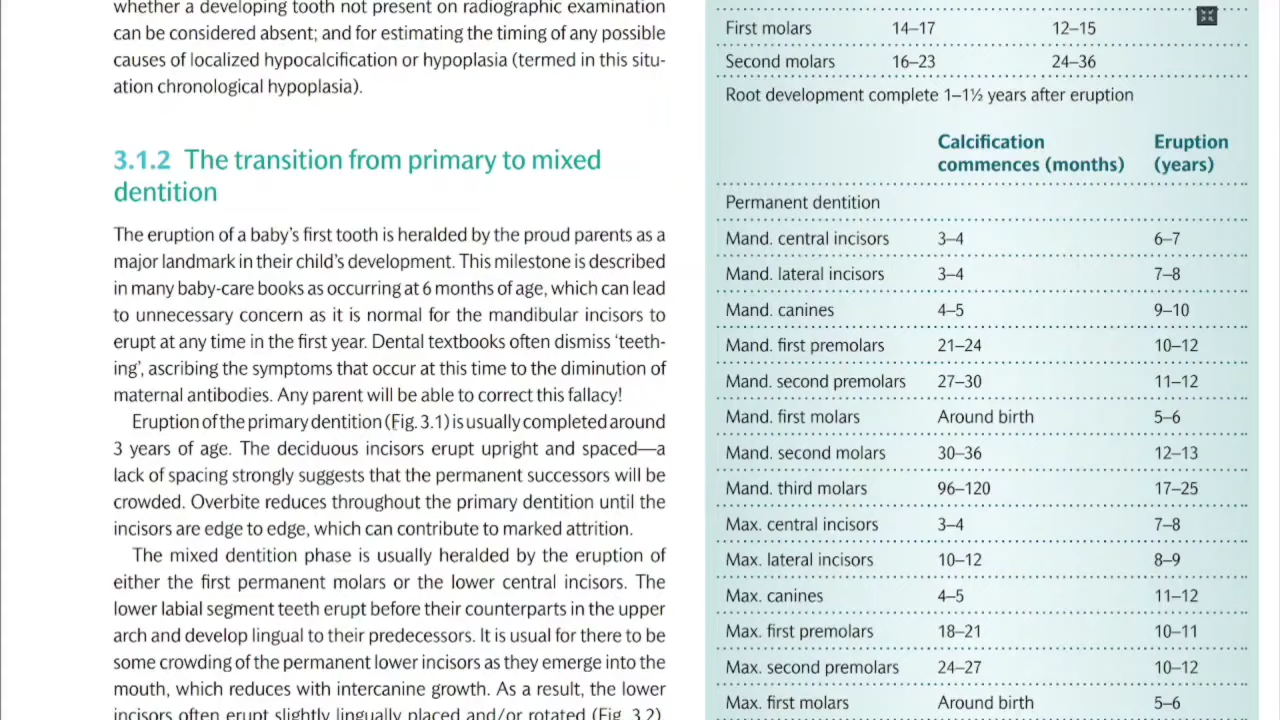 whether a developing tooth not present on radiographic examination
can be considered absent; and for estimating the timing of any possible
causes of localized hypocalcification or hypoplasia (termed in this situ-
ation chronological hypoplasia).
3.1.2 The transition from primary to mixed
dentition
The eruption of a baby's first tooth is heralded by the proud parents as a
major landmark in their child's development. This milestone is described
in many baby-care books as occurring at 6 months of age, which can lead
to unnecessary concern as it is normal for the mandibular incisors to
erupt at any time in the first year. Dental textbooks often dismiss 'teeth-
ing', ascribing the symptoms that occur at this time to the diminution of
maternal antibodies. Any parent will be able to correct this fallacy!
Eruption of the primary dentition (Fig. 3.1) is usually completed around
3 years of age. The deciduous incisors erupt upright and spaced—a
lack of spacing strongly suggests that the permanent successors will be
crowded. Overbite reduces throughout the primary dentition until the
incisors are edge to edge, which can contribute to marked attrition.
The mixed dentition phase is usually heralded by the eruption of
either the first permanent molars or the lower central incisors. The
lower labial segment teeth erupt before their counterparts in the upper
arch and develop lingual to their predecessors. It is usual for there to be
some crowding of the permanent lower incisors as they emerge into the
mouth, which reduces with intercanine growth. As a result, the lower
incisors often erupt slightly lingually placed and/or rotated (Fig. 3.2),
First molars 14–17 12–15
Second molars 16–23 24–36
Root development complete 1–1½ years after eruption
Calcification Eruption
commences (months) (years)
Permanent dentition
Mand. central incisors 3–4 6–7
Mand. lateral incisors 3–4 7–8
Mand. canines 4–5 9–10
Mand. first premolars 21–24 10–12
Mand. second premolars 27–30 11–12
Mand. first molars Around birth 5–6
Mand. second molars 30–36 12–13
Mand. third molars 96–120 17–25
Max. central incisors 3–4 7–8
Max. lateral incisors 10–12 8–9
Max. canines 4–5 11–12
Max. first premolars 18–21 10–11
Max. second premolars 24–27 10–12
Max. first molars Around birth 5–6